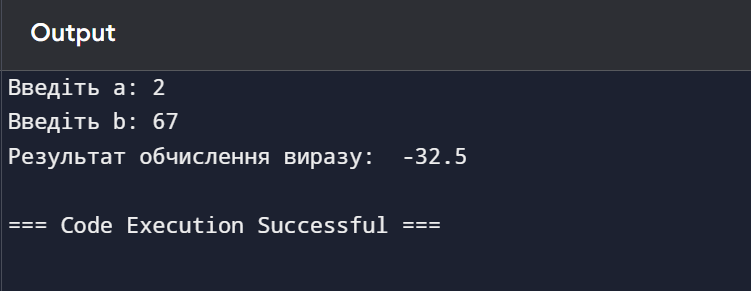 Output
Введіть a: 2
Введіть b: 67
Результат обчислення виразу:  -32.5
=== Code Execution Successful ===